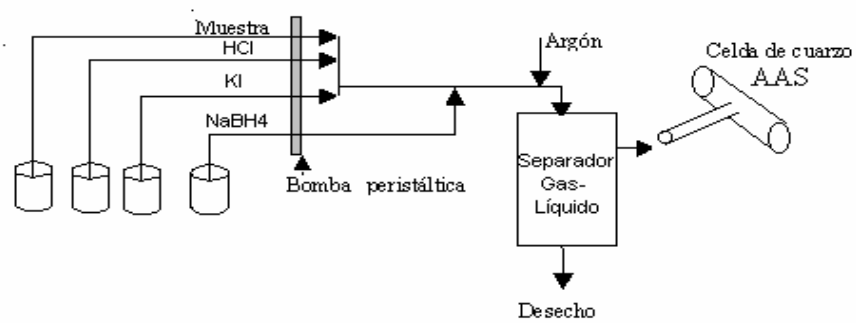 Muestra
HCl
KI
NaBH4
Bomba peristáltica
Argón
Separador
Gas-
Líquido
Desecho
Celda de cuarzo
AAS